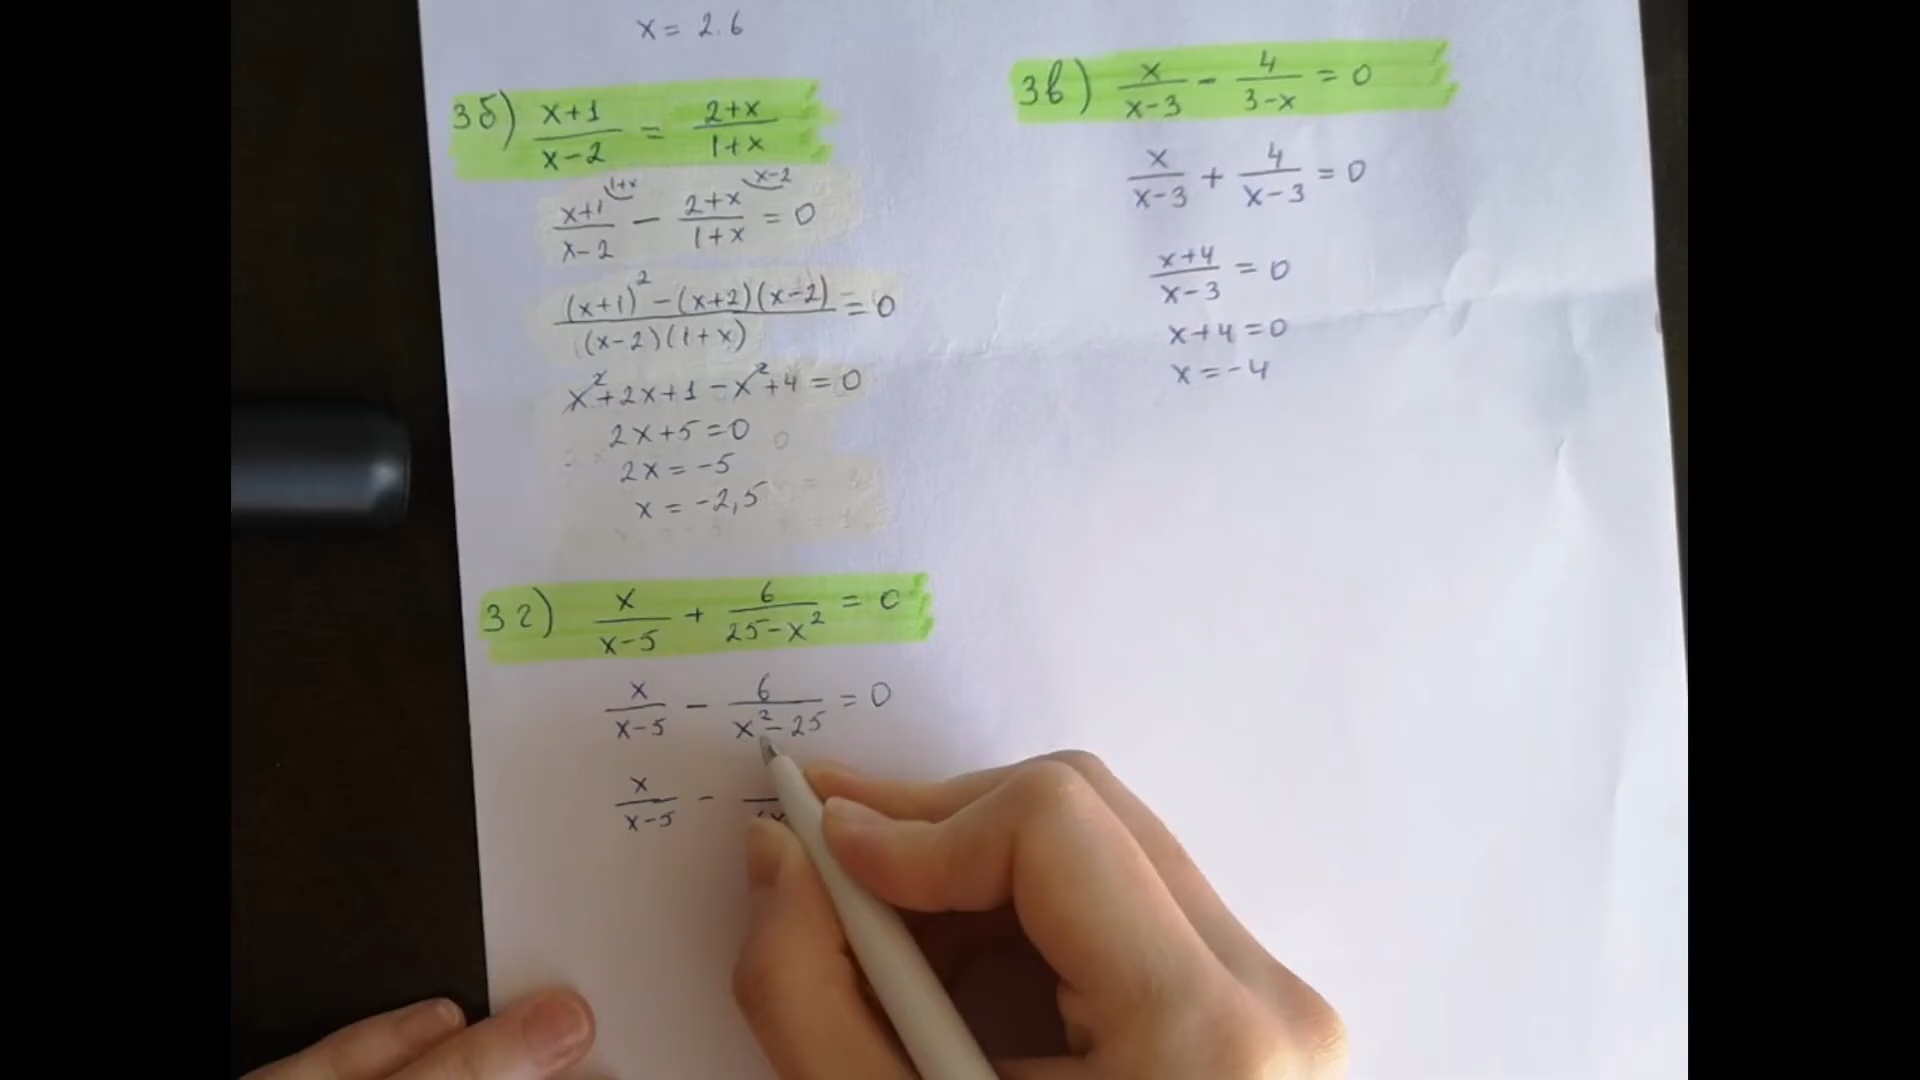 x = 2.6
3б) x+1/x-2 = 2+x/1+x
x+1/x-2 ^1+x - 2+x/1+x ^x-2 = 0
(x+1)² - (x+2)(x-2)/(x-2)(1+x) = 0
x² + 2x + 1 - x² + 4 = 0
2x + 5 = 0
2x = -5
x = -2,5
3в) x/x-3 - 4/3-x = 0
x/x-3 + 4/x-3 = 0
x+4/x-3 = 0
x + 4 = 0
x = -4
3г) x/x-5 + 6/25-x² = 0
x/x-5 - 6/x²-25 = 0
x/x-5 -